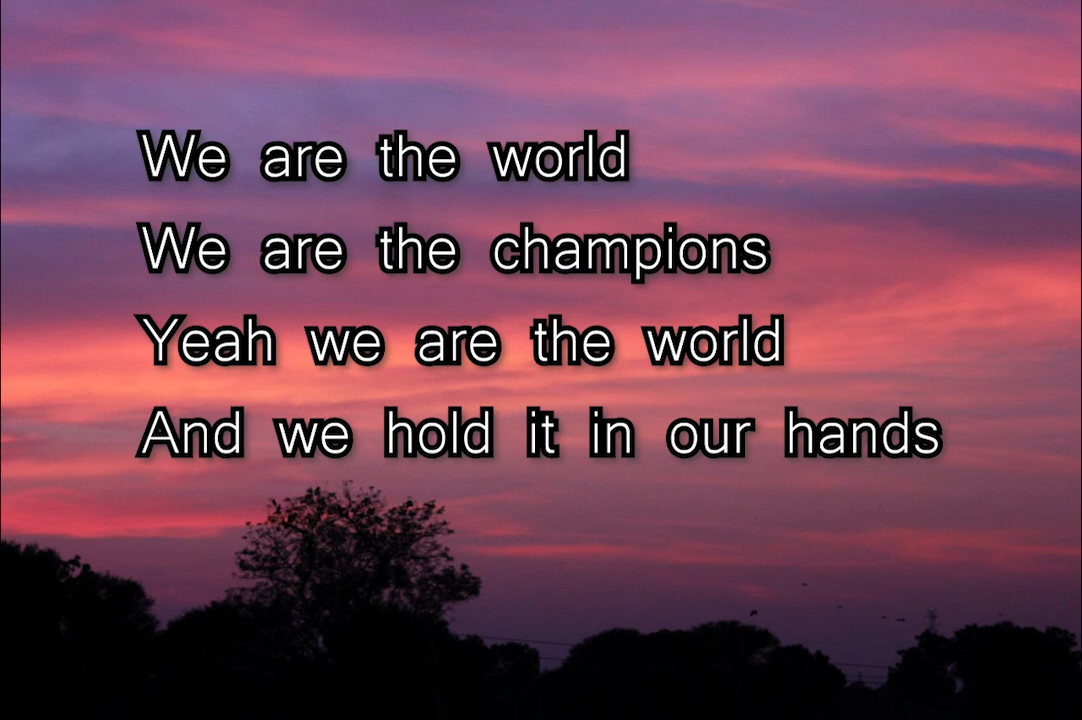 We are the world
We are the champions
Yeah we are the world
And we hold it in our hands